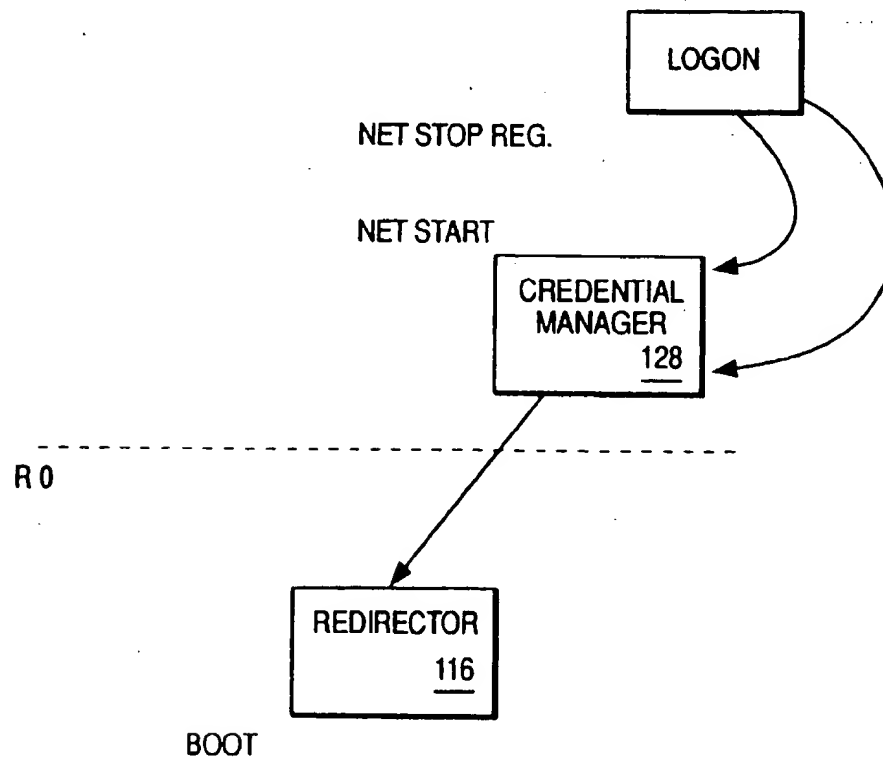 LOGON
NET STOP REG.
NET START
CREDENTIAL
MANAGER
128
R 0
REDIRECTOR
116
BOOT